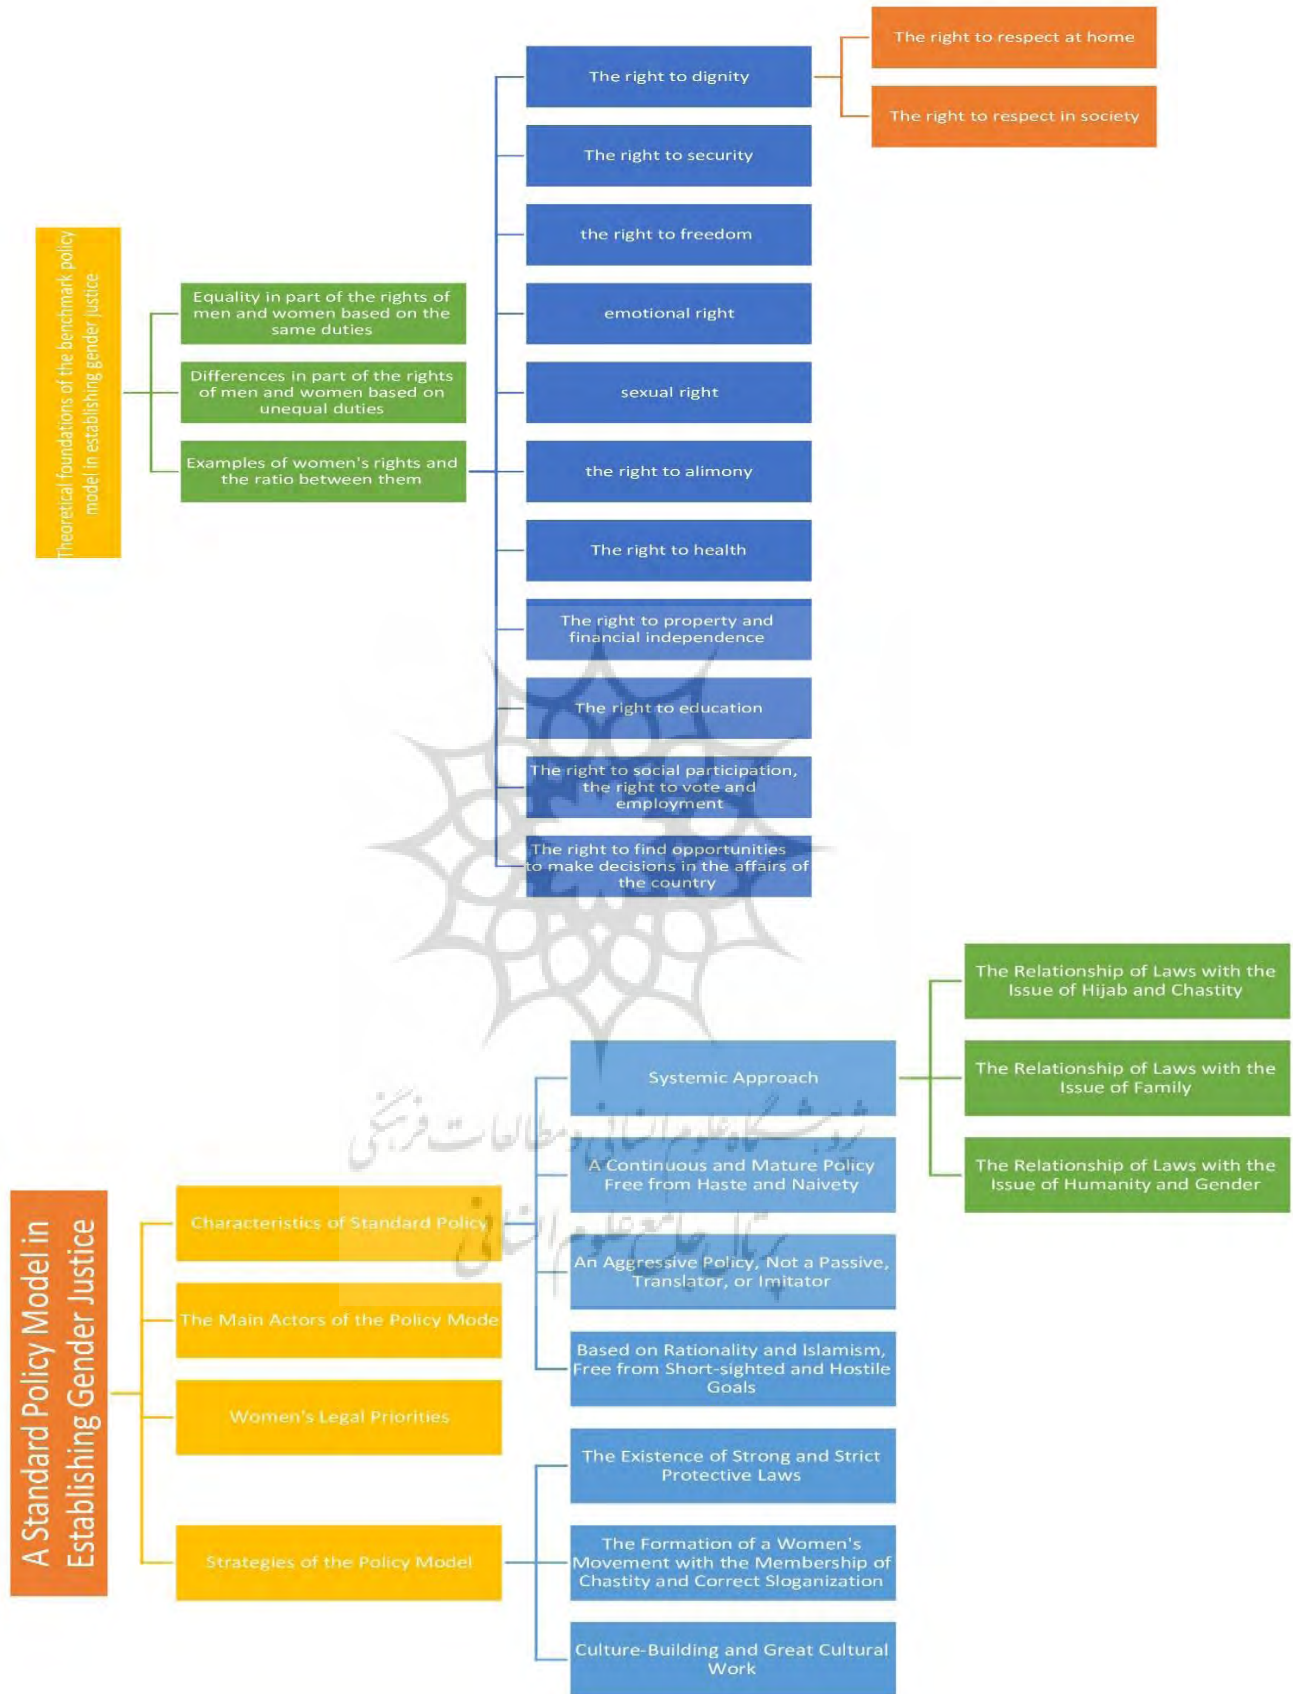 The right to respect at home
The right to dignity
The right to respect in society
The right to security
the right to freedom
Theoretical foundations of the benchmark policy
model in establishing gender justice
Equality in part of the rights of
men and women based on the
same duties
emotional right
Differences in part of the rights
of men and women based on
unequal duties
sexual right
Examples of women's rights and
the ratio between them
the right to alimony
The right to health
The right to property and
financial independence
The right to education
The right to social participation,
the right to vote and
employment
The right to find opportunities
to make decisions in the affairs of
the country
The Relationship of Laws with the
Issue of Hijab and Chastity
Systemic Approach
The Relationship of Laws with the
Issue of Family
پژوهشگاه علوم انسانی و مطالعات فرهنگی
A Continuous and Mature Policy
Free from Haste and Naivety
The Relationship of Laws with the
Issue of Humanity and Gender
A Standard Policy Model in
Establishing Gender Justice
Characteristics of Standard Policy
پرتال جامع علوم انسانی
An Aggressive Policy, Not a Passive,
Translator, or Imitator
The Main Actors of the Policy Mode
Based on Rationality and Islamism,
Free from Short-sighted and Hostile
Goals
Women's Legal Priorities
The Existence of Strong and Strict
Protective Laws
Strategies of the Policy Model
The Formation of a Women's
Movement with the Membership of
Chastity and Correct Sloganization
Culture-Building and Great Cultural
Work